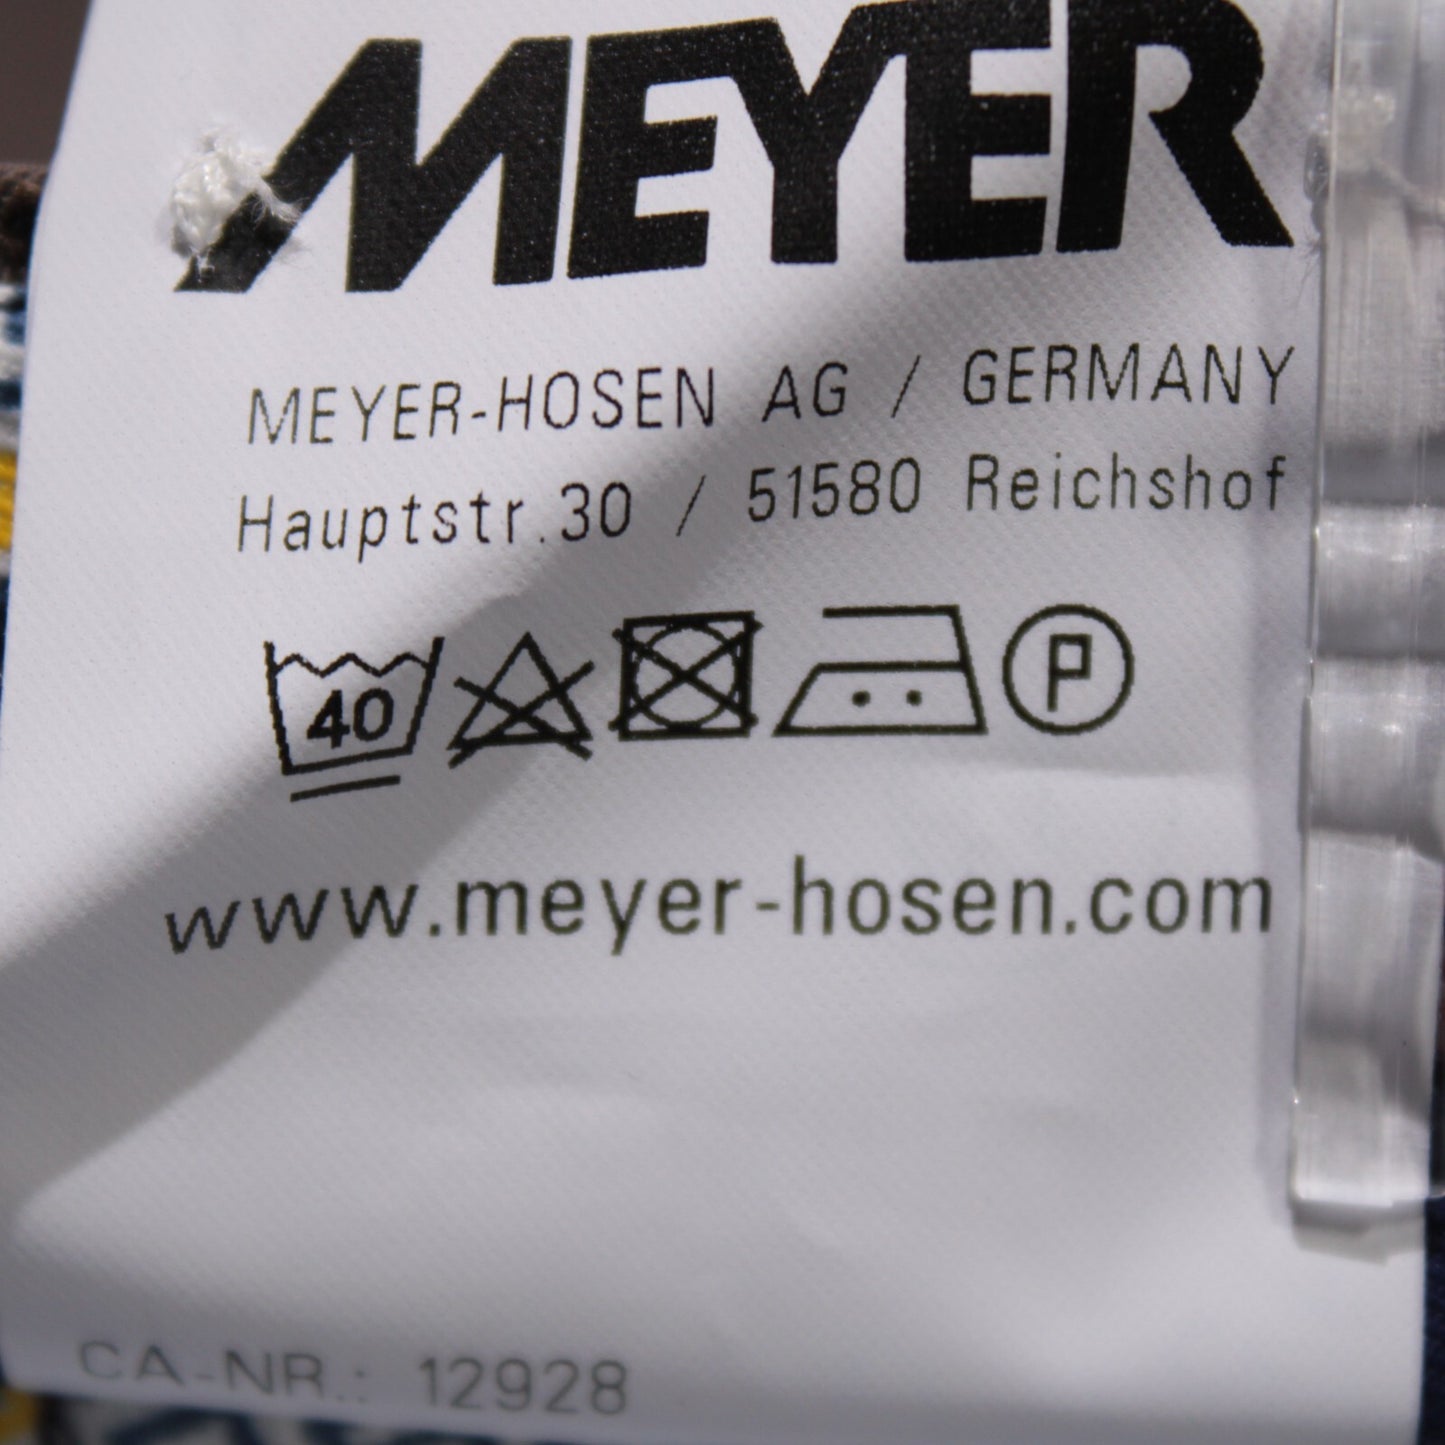 MEYER
MEYER-HOSEN AG / GERMANY
Hauptstr.30 / 51580 Reichshof
40 P
www.meyer-hosen.com
CA-NR.: 12928